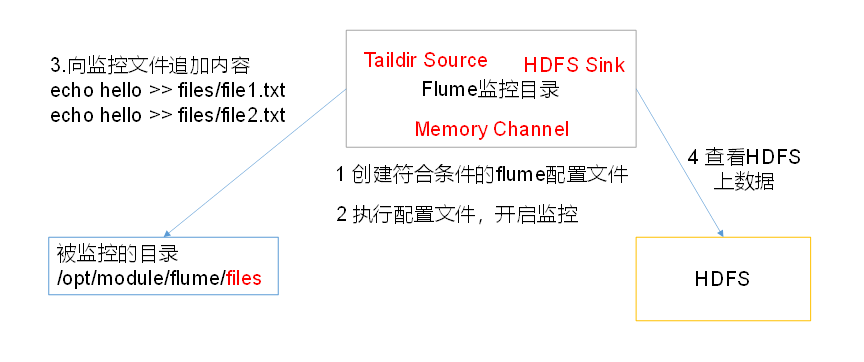 3.向监控文件追加内容
echo hello >> files/file1.txt
echo hello >> files/file2.txt
Taildir Source
HDFS Sink
Flume监控目录
Memory Channel
1 创建符合条件的flume配置文件
2 执行配置文件，开启监控
4 查看HDFS
上数据
被监控的目录
/opt/module/flume/files
HDFS